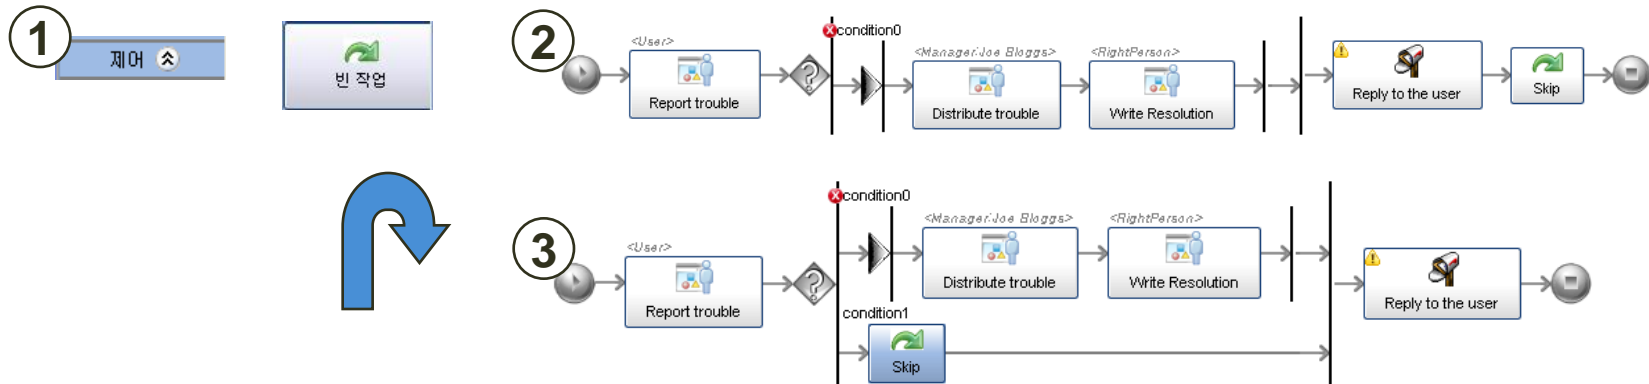 1
제어
빈 작업
2
<User>
Report trouble
condition0
<Manager:Joe Bloggs>
Distribute trouble
<RightPerson>
Write Resolution
Reply to the user
Skip
3
<User>
Report trouble
condition0
<Manager:Joe Bloggs>
Distribute trouble
<RightPerson>
Write Resolution
condition1
Skip
Reply to the user